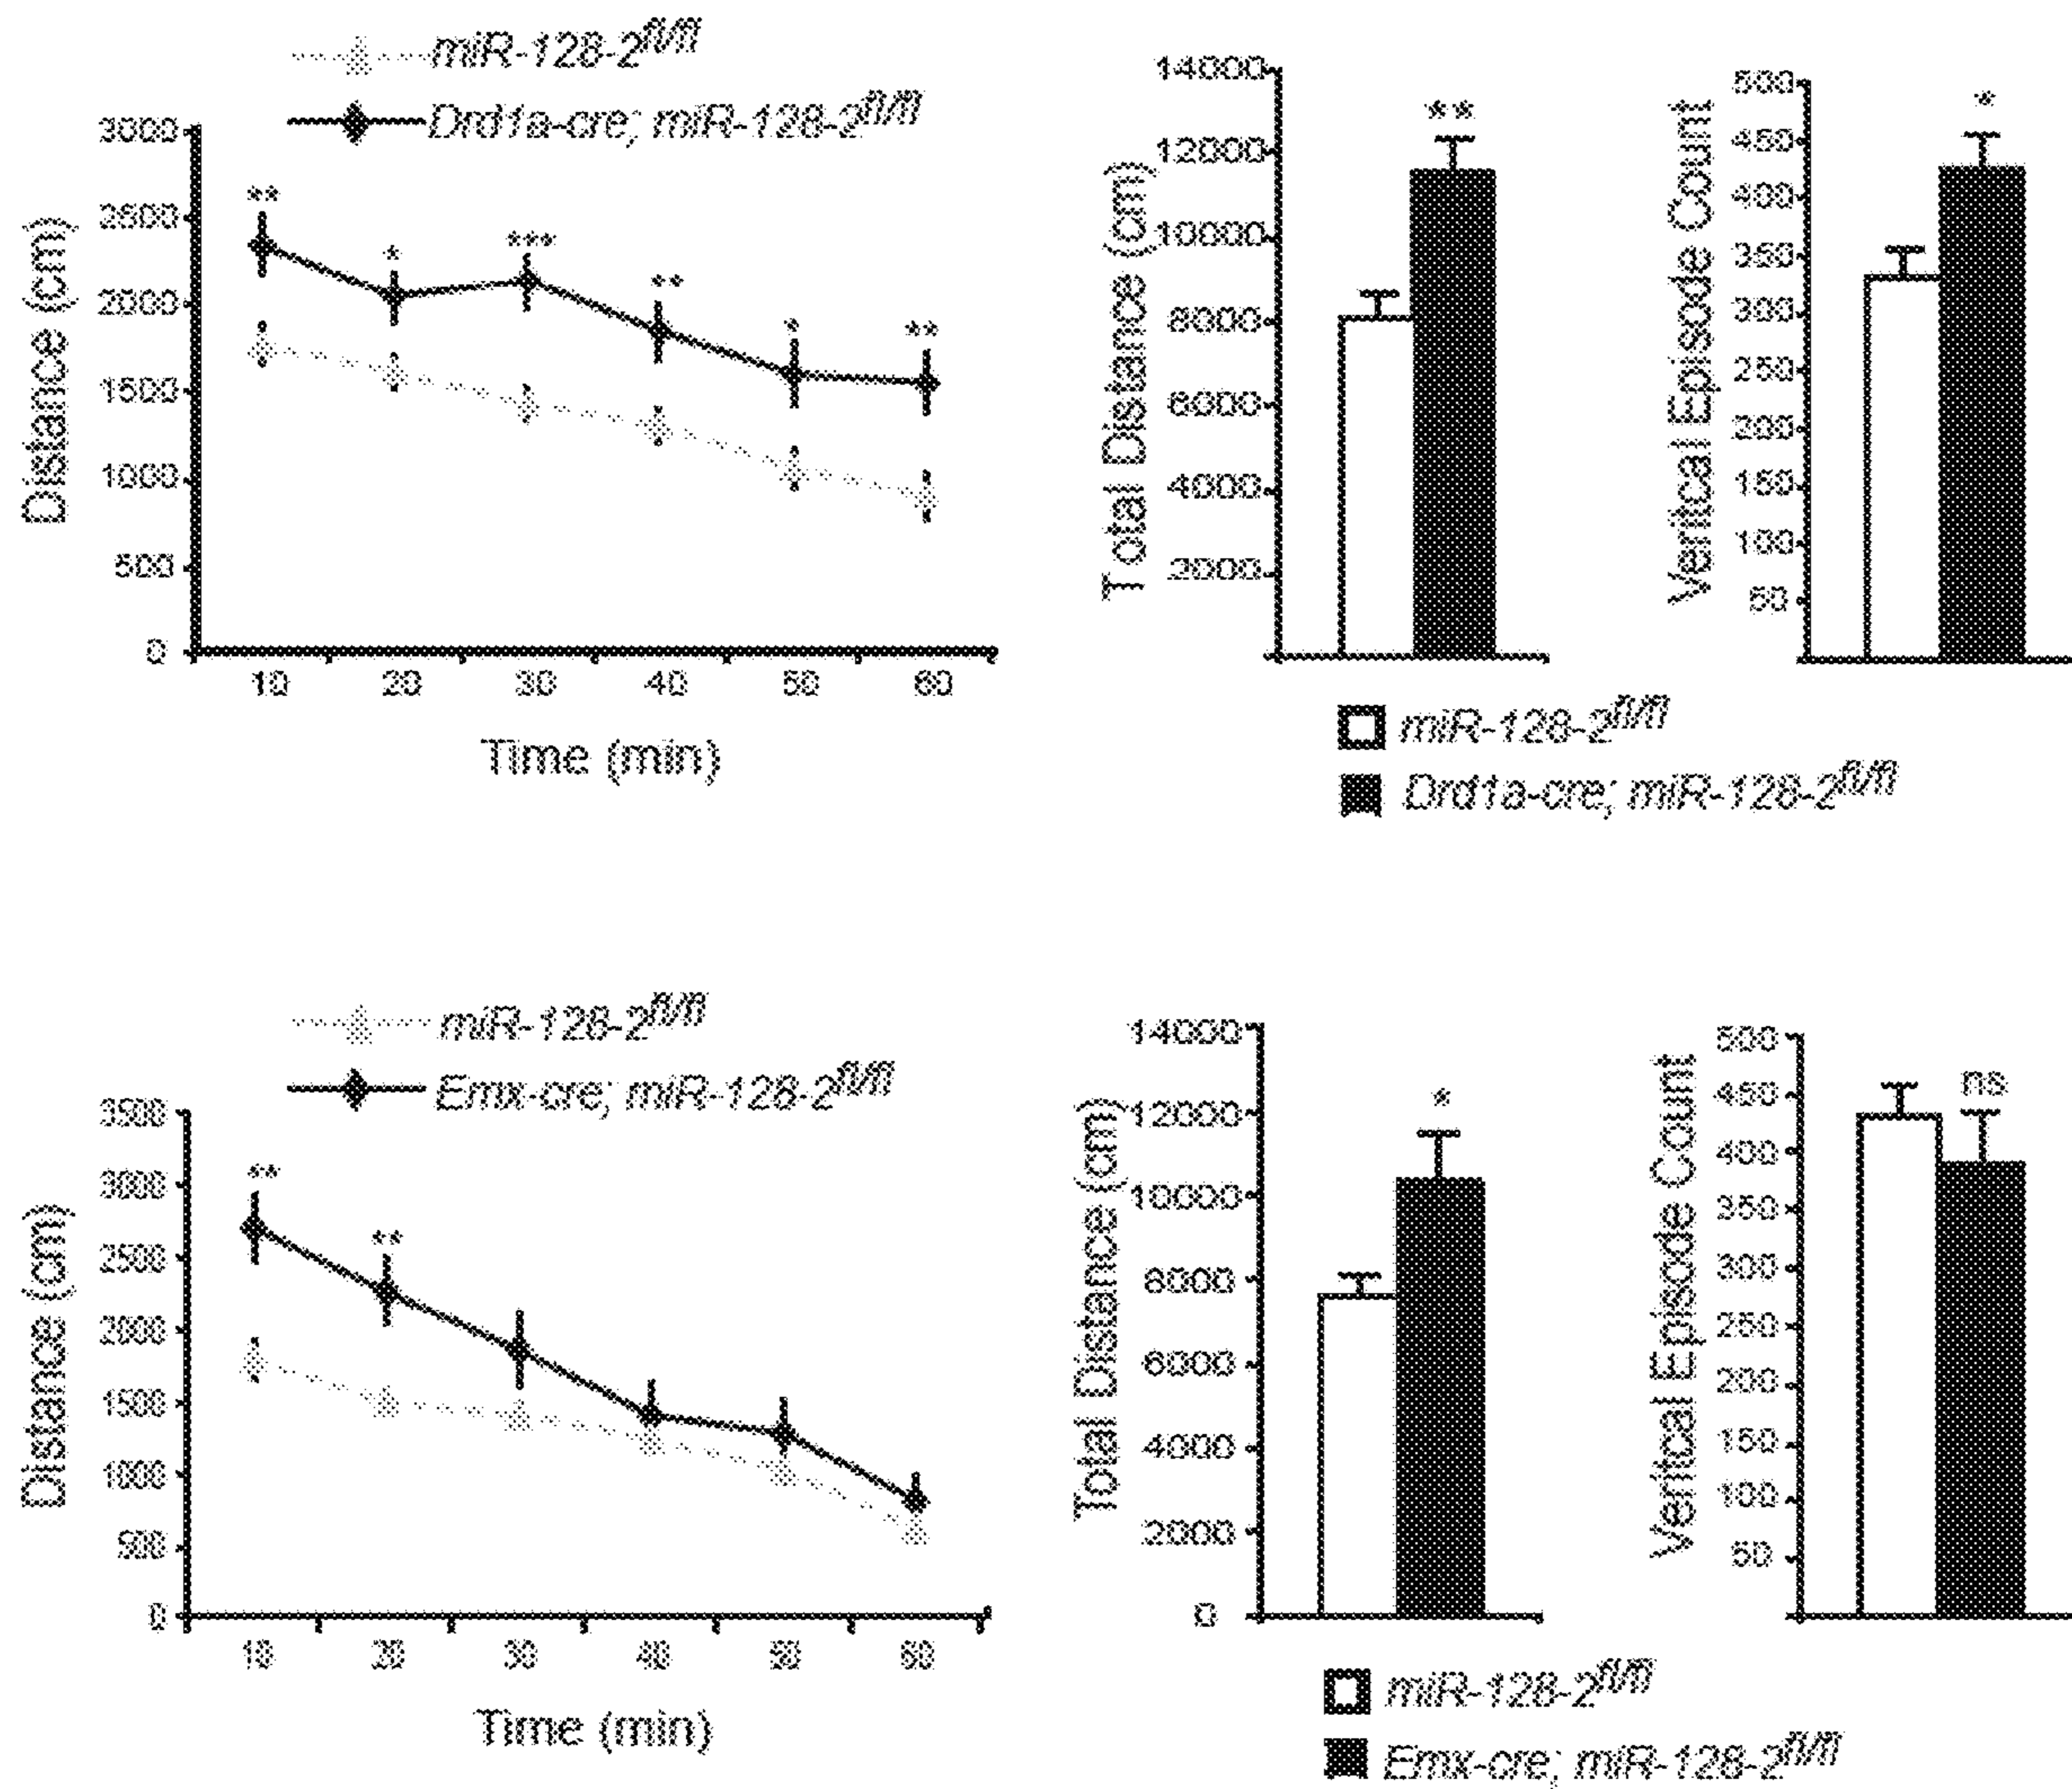 miR-128-2fl/fl
Drd1a-cre; miR-128-2fl/fl
Distance (cm)
3000
2500
2000
1500
1000
500
0
** * *** ** * **
10 20 30 40 50 60
Time (min)
Total Distance (cm)
14000
12000
10000
8000
6000
4000
2000
**
Veritcal Episode Count
500
450
400
350
300
250
200
150
100
50
*
miR-128-2fl/fl
Drd1a-cre; miR-128-2fl/fl
miR-128-2fl/fl
Emx-cre; miR-128-2fl/fl
Distance (cm)
3500
3000
2500
2000
1500
1000
500
0
** **
10 20 30 40 50 60
Time (min)
Total Distance (cm)
14000
12000
10000
8000
6000
4000
2000
0
*
Veritcal Episode Count
500
450
400
350
300
250
200
150
100
50
ns
miR-128-2fl/fl
Emx-cre; miR-128-2fl/fl